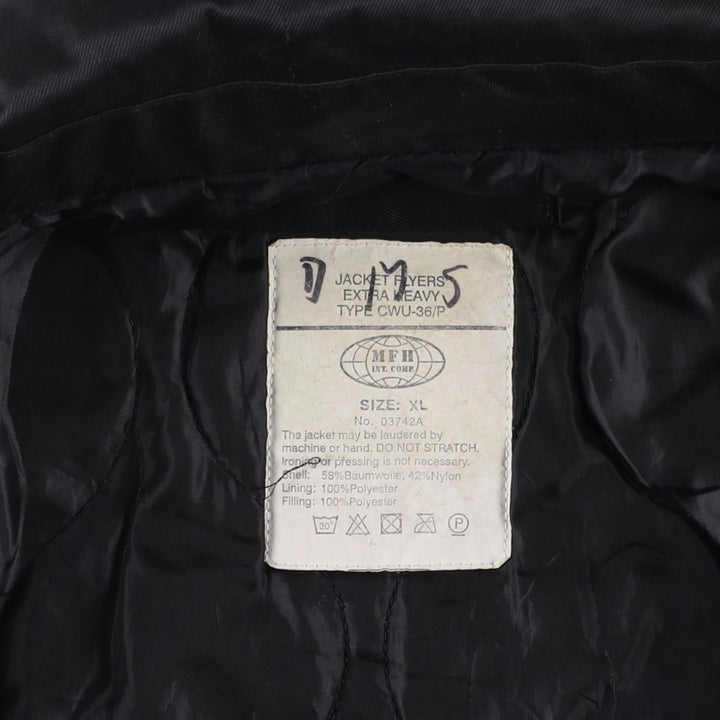 JACKET FLYERS
EXTRA HEAVY
TYPE CWU-36/P
MFH
INT. COMP.
SIZE: XL
No. 03742A
The jacket may be laudered by
machine or hand. DO NOT STRATCH.
Ironing or pressing is not necessary.
Shell: 58%Baumwolle, 42%Nylon
Lining: 100%Polyester
Filling: 100%Polyester
30°
P